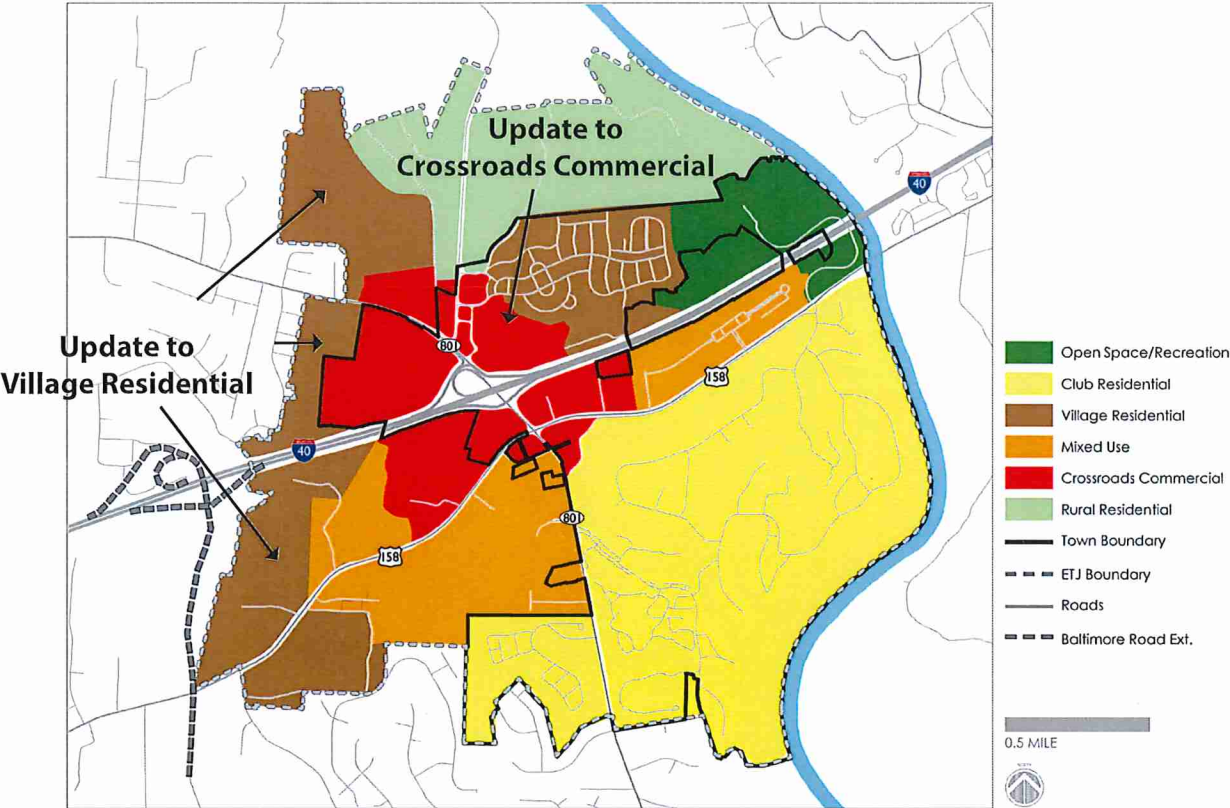 Update to
Crossroads Commercial
40
801
Update to
Village Residential
158
40
801
158
Open Space/Recreation
Club Residential
Village Residential
Mixed Use
Crossroads Commercial
Rural Residential
Town Boundary
ETJ Boundary
Roads
Baltimore Road Ext.
0.5 MILE